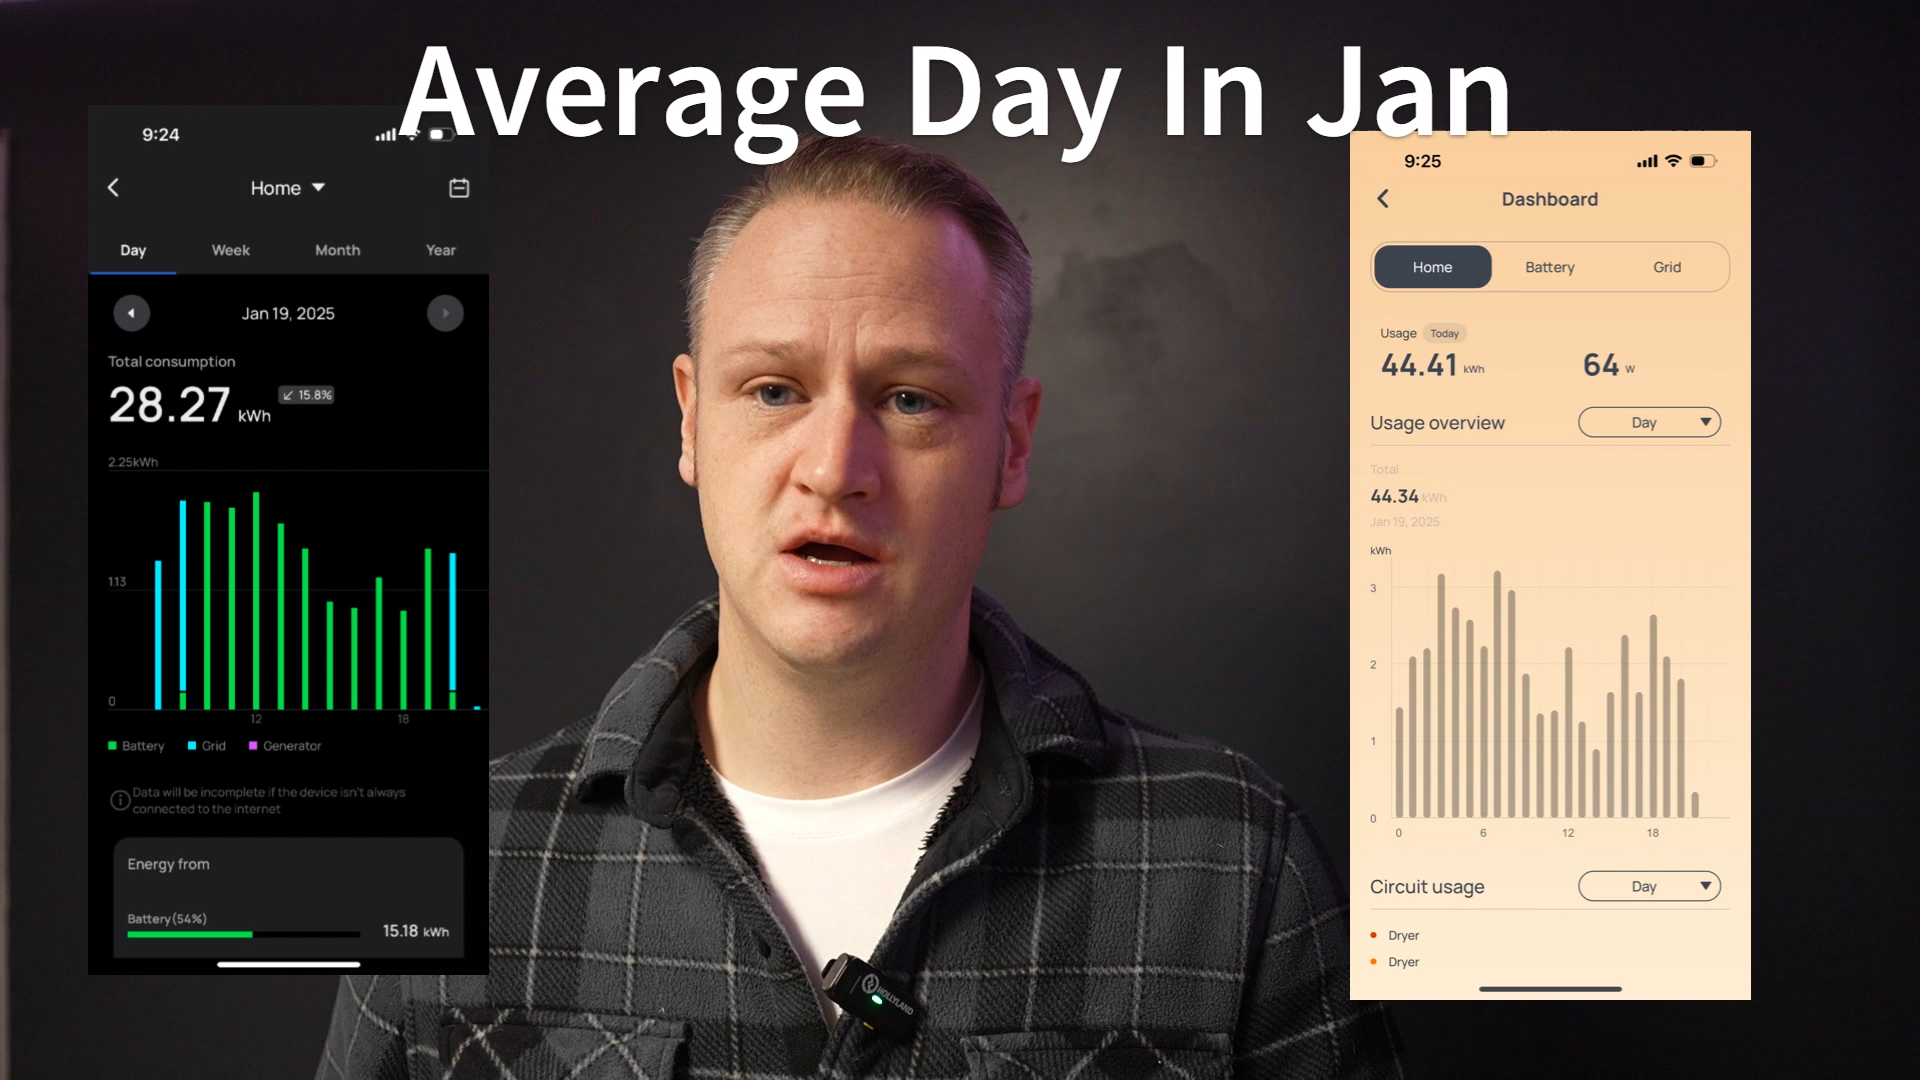 Average Day In Jan
9:24
Home
Day Week Month Year
Jan 19, 2025
Total consumption
28.27 kWh 15.8%
2.25kWh
1.13
0
12 18
Battery Grid Generator
Data will be incomplete if the device isn't always
connected to the internet
Energy from
Battery(54%)
15.18 kWh
HOLLYLAND
9:25
Dashboard
Home Battery Grid
Usage Today
44.41 kWh 64 W
Usage overview Day
Total
44.34 kWh
Jan 19, 2025
kWh
3
2
1
0
0 6 12 18
Circuit usage Day
Dryer
Dryer